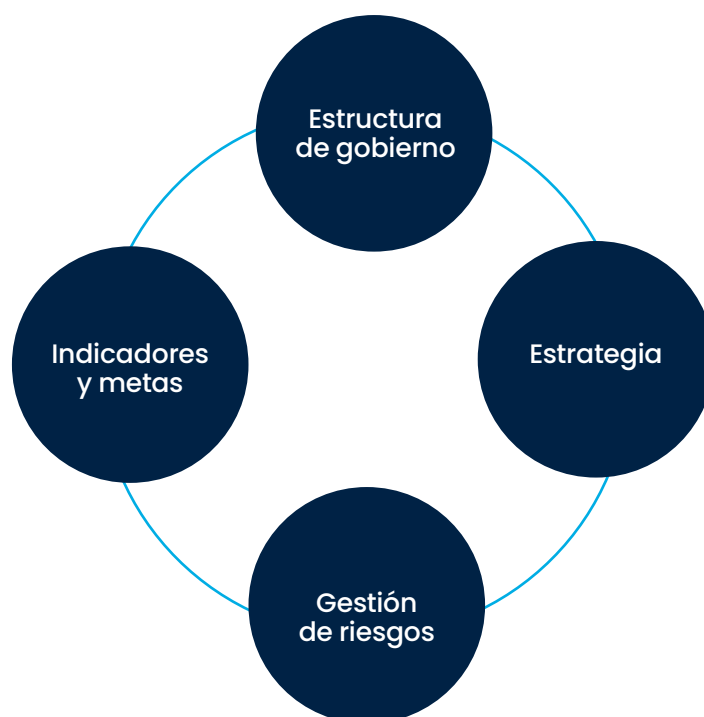 Estructura
de gobierno
Indicadores
y metas
Estrategia
Gestión
de riesgos